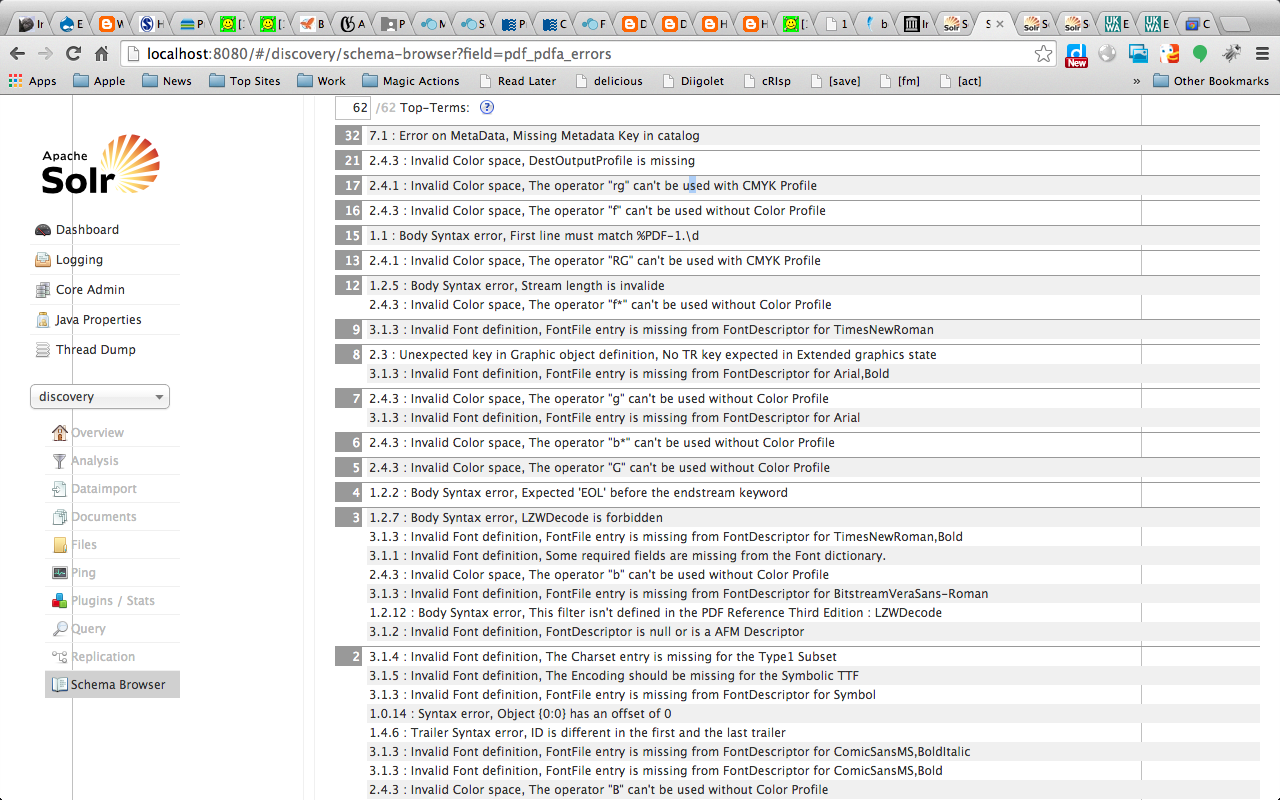 Ir E W S H P [: [: B A P M S P C F D D H H [: 1 b Ir S S S S E E C
localhost:8080/#/discovery/schema-browser?field=pdf_pdfa_errors
New
Apps Apple News Top Sites Work Magic Actions Read Later delicious Diigolet cRIsp [save] [fm] [act] » Other Bookmarks
Apache
Solr
Dashboard
Logging
Core Admin
Java Properties
Thread Dump
discovery
Overview
Analysis
Dataimport
Documents
Files
Ping
Plugins / Stats
Query
Replication
Schema Browser
62 /62 Top-Terms: ?
32 7.1 : Error on MetaData, Missing Metadata Key in catalog
21 2.4.3 : Invalid Color space, DestOutputProfile is missing
17 2.4.1 : Invalid Color space, The operator "rg" can't be used with CMYK Profile
16 2.4.3 : Invalid Color space, The operator "f" can't be used without Color Profile
15 1.1 : Body Syntax error, First line must match %PDF-1.\d
13 2.4.1 : Invalid Color space, The operator "RG" can't be used with CMYK Profile
12 1.2.5 : Body Syntax error, Stream length is invalide
2.4.3 : Invalid Color space, The operator "f*" can't be used without Color Profile
9 3.1.3 : Invalid Font definition, FontFile entry is missing from FontDescriptor for TimesNewRoman
8 2.3 : Unexpected key in Graphic object definition, No TR key expected in Extended graphics state
3.1.3 : Invalid Font definition, FontFile entry is missing from FontDescriptor for Arial,Bold
7 2.4.3 : Invalid Color space, The operator "g" can't be used without Color Profile
3.1.3 : Invalid Font definition, FontFile entry is missing from FontDescriptor for Arial
6 2.4.3 : Invalid Color space, The operator "b*" can't be used without Color Profile
5 2.4.3 : Invalid Color space, The operator "G" can't be used without Color Profile
4 1.2.2 : Body Syntax error, Expected 'EOL' before the endstream keyword
3 1.2.7 : Body Syntax error, LZWDecode is forbidden
3.1.3 : Invalid Font definition, FontFile entry is missing from FontDescriptor for TimesNewRoman,Bold
3.1.1 : Invalid Font definition, Some required fields are missing from the Font dictionary.
2.4.3 : Invalid Color space, The operator "b" can't be used without Color Profile
3.1.3 : Invalid Font definition, FontFile entry is missing from FontDescriptor for BitstreamVeraSans-Roman
1.2.12 : Body Syntax error, This filter isn't defined in the PDF Reference Third Edition : LZWDecode
3.1.2 : Invalid Font definition, FontDescriptor is null or is a AFM Descriptor
2 3.1.4 : Invalid Font definition, The Charset entry is missing for the Type1 Subset
3.1.5 : Invalid Font definition, The Encoding should be missing for the Symbolic TTF
3.1.3 : Invalid Font definition, FontFile entry is missing from FontDescriptor for Symbol
1.0.14 : Syntax error, Object {0:0} has an offset of 0
1.4.6 : Trailer Syntax error, ID is different in the first and the last trailer
3.1.3 : Invalid Font definition, FontFile entry is missing from FontDescriptor for ComicSansMS,BoldItalic
3.1.3 : Invalid Font definition, FontFile entry is missing from FontDescriptor for ComicSansMS,Bold
2.4.3 : Invalid Color space, The operator "B" can't be used without Color Profile